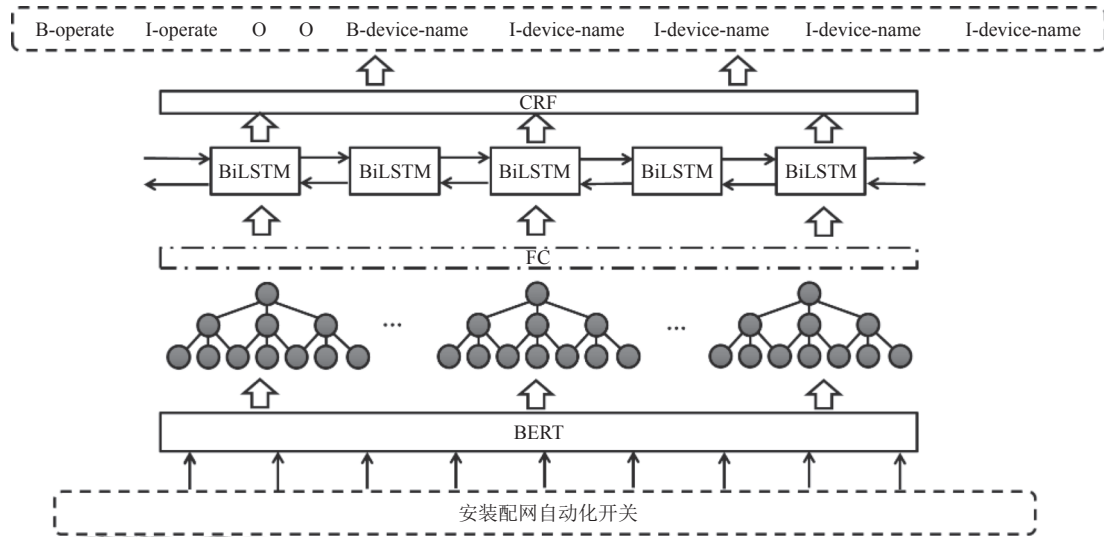 B-operate I-operate O O B-device-name I-device-name I-device-name I-device-name I-device-name
CRF
BiLSTM BiLSTM BiLSTM BiLSTM BiLSTM
FC
... ...
BERT
安装配网自动化开关